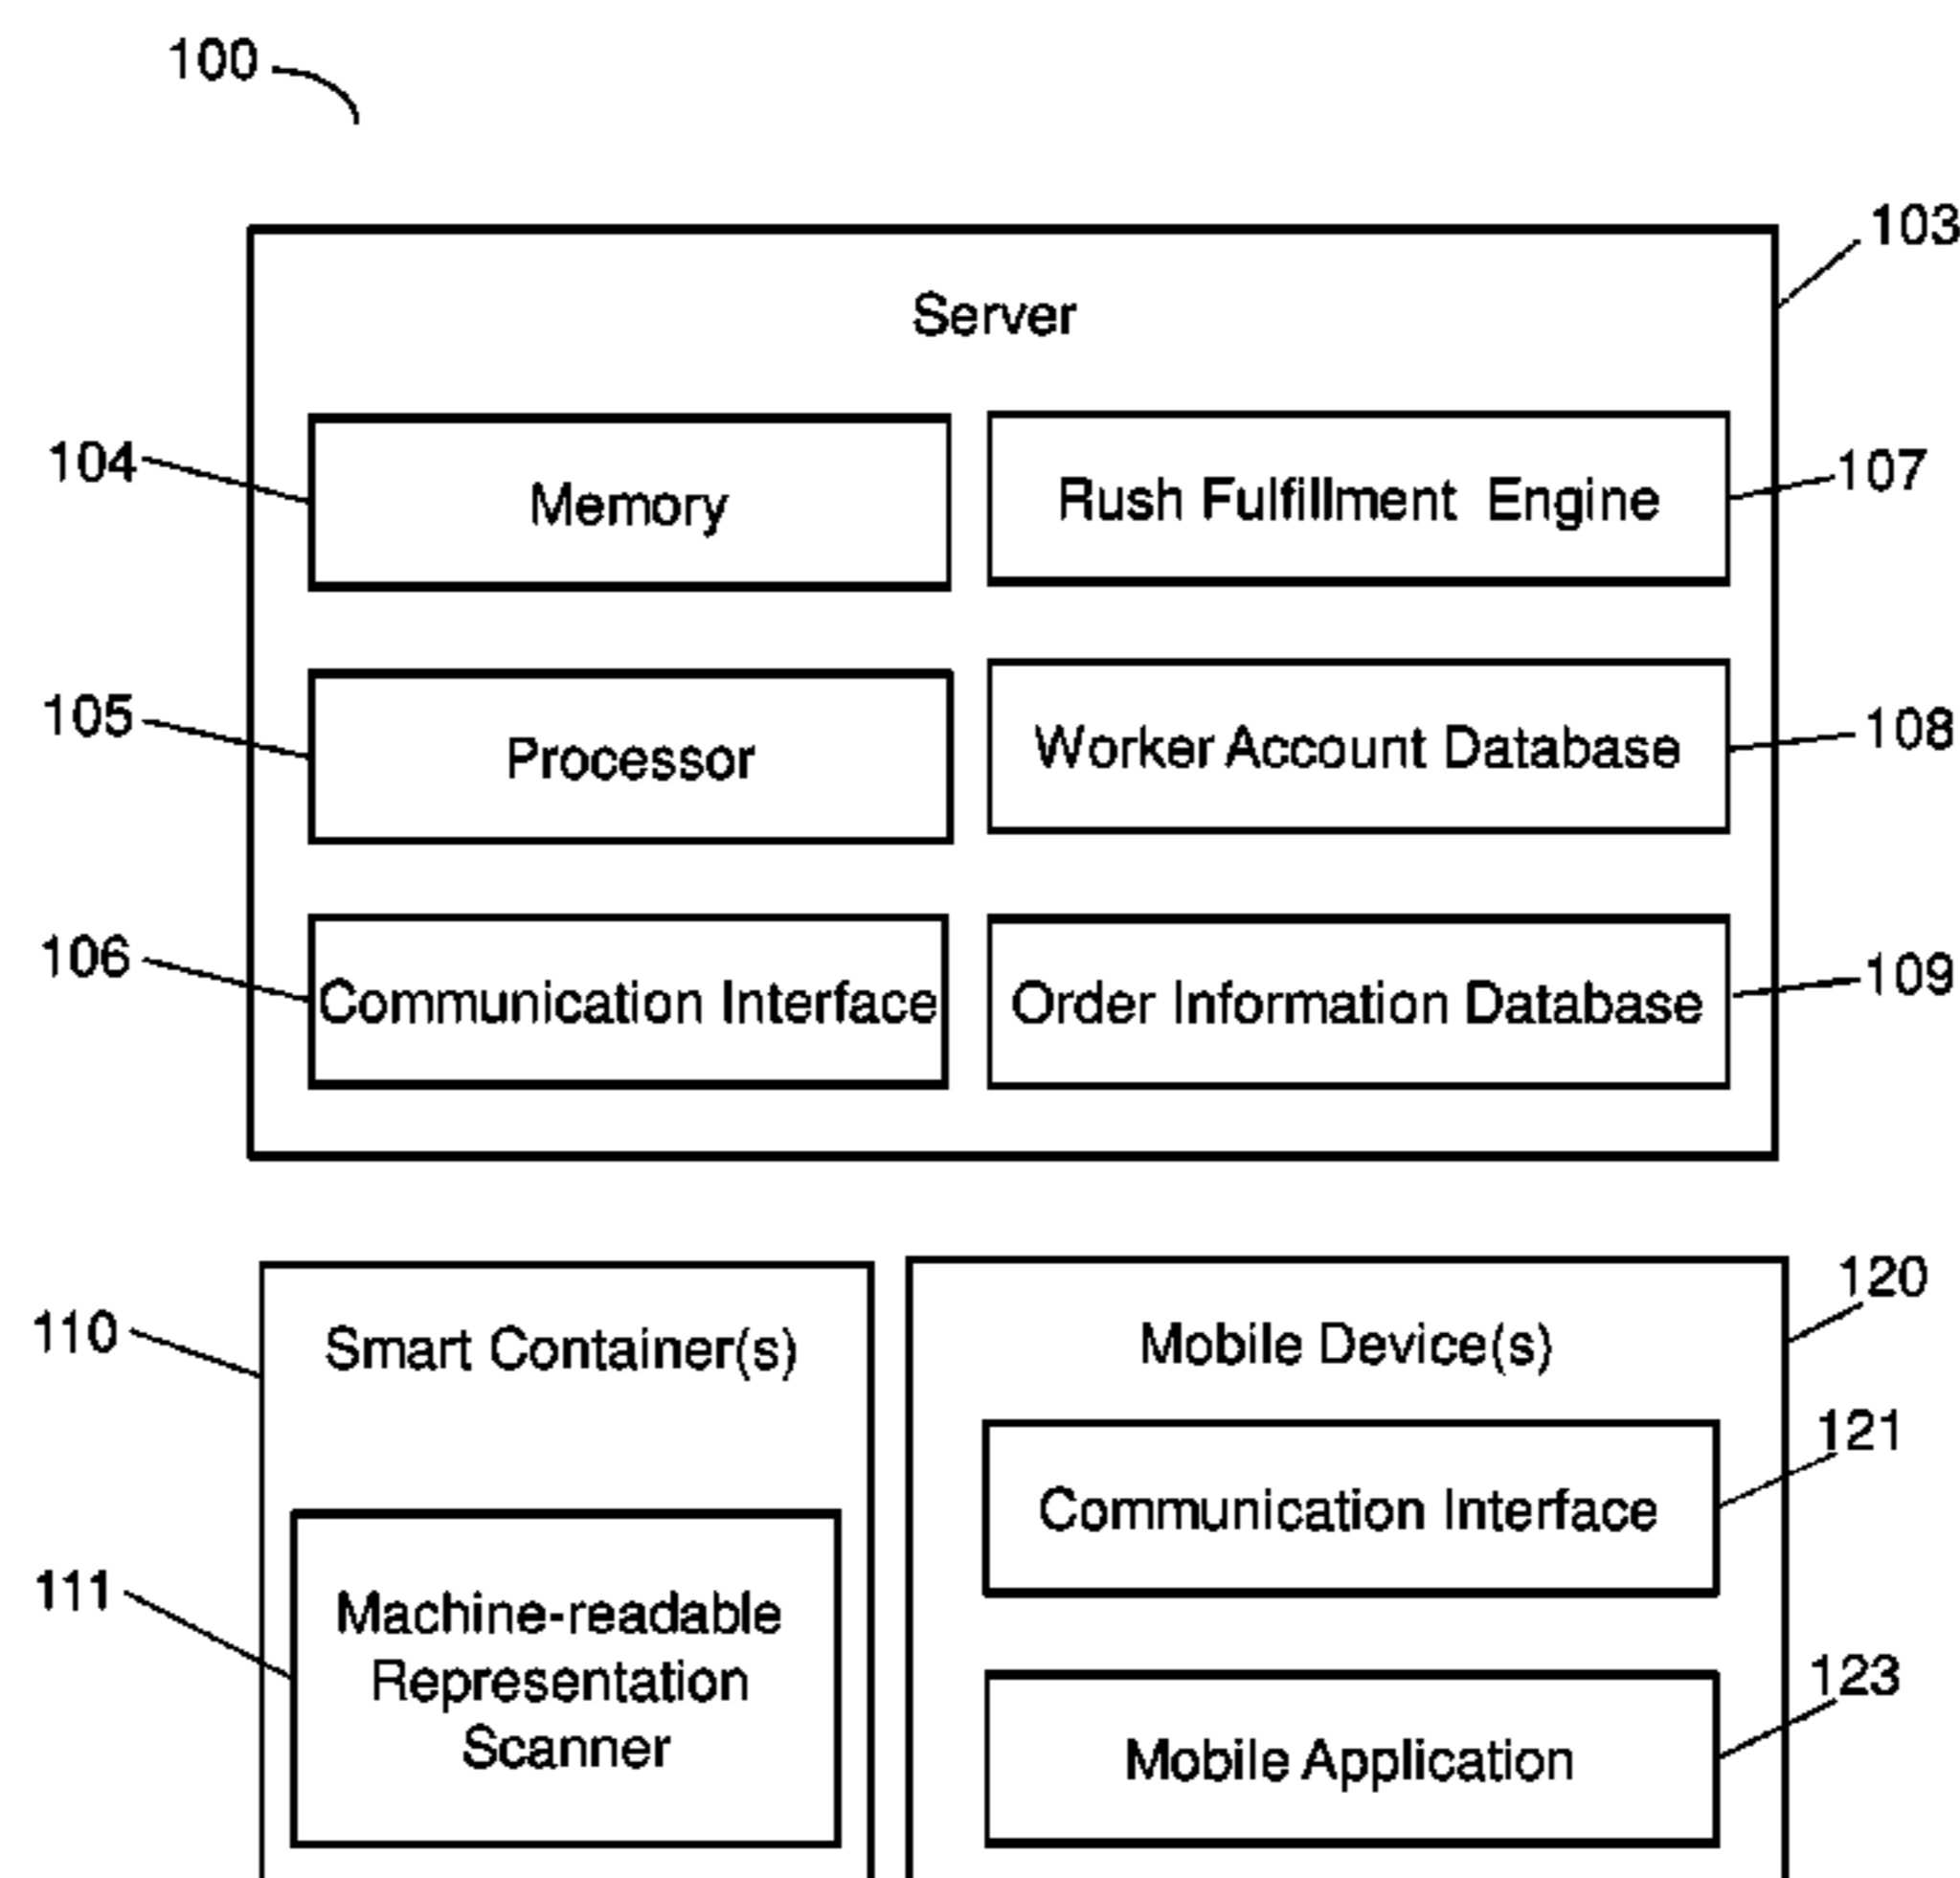 100
103
Server
104
Memory
Rush Fulfillment Engine
107
105
Processor
Worker Account Database
108
106
Communication Interface
Order Information Database
109
110
Smart Container(s)
Mobile Device(s)
120
121
Communication Interface
111
Machine-readable
Representation
Scanner
123
Mobile Application